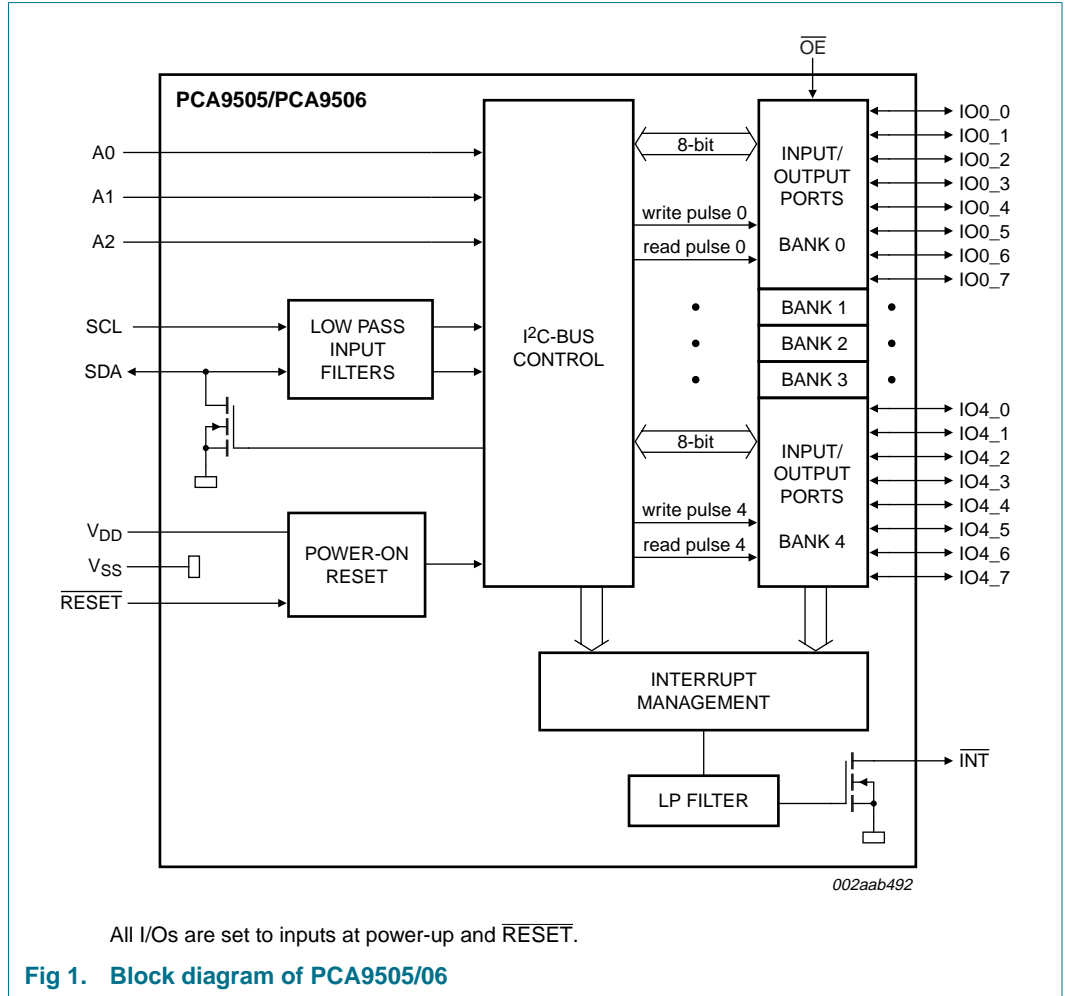 OE
PCA9505/PCA9506
A0
A1
A2
SCL
SDA
LOW PASS
INPUT
FILTERS
VDD
VSS
RESET
POWER-ON
RESET
I2C-BUS
CONTROL
8-bit
write pulse 0
read pulse 0
8-bit
write pulse 4
read pulse 4
INPUT/
OUTPUT
PORTS
BANK 0
BANK 1
BANK 2
BANK 3
INPUT/
OUTPUT
PORTS
BANK 4
IO0_0
IO0_1
IO0_2
IO0_3
IO0_4
IO0_5
IO0_6
IO0_7
IO4_0
IO4_1
IO4_2
IO4_3
IO4_4
IO4_5
IO4_6
IO4_7
INTERRUPT
MANAGEMENT
LP FILTER
INT
002aab492
All I/Os are set to inputs at power-up and RESET.
Fig 1. Block diagram of PCA9505/06